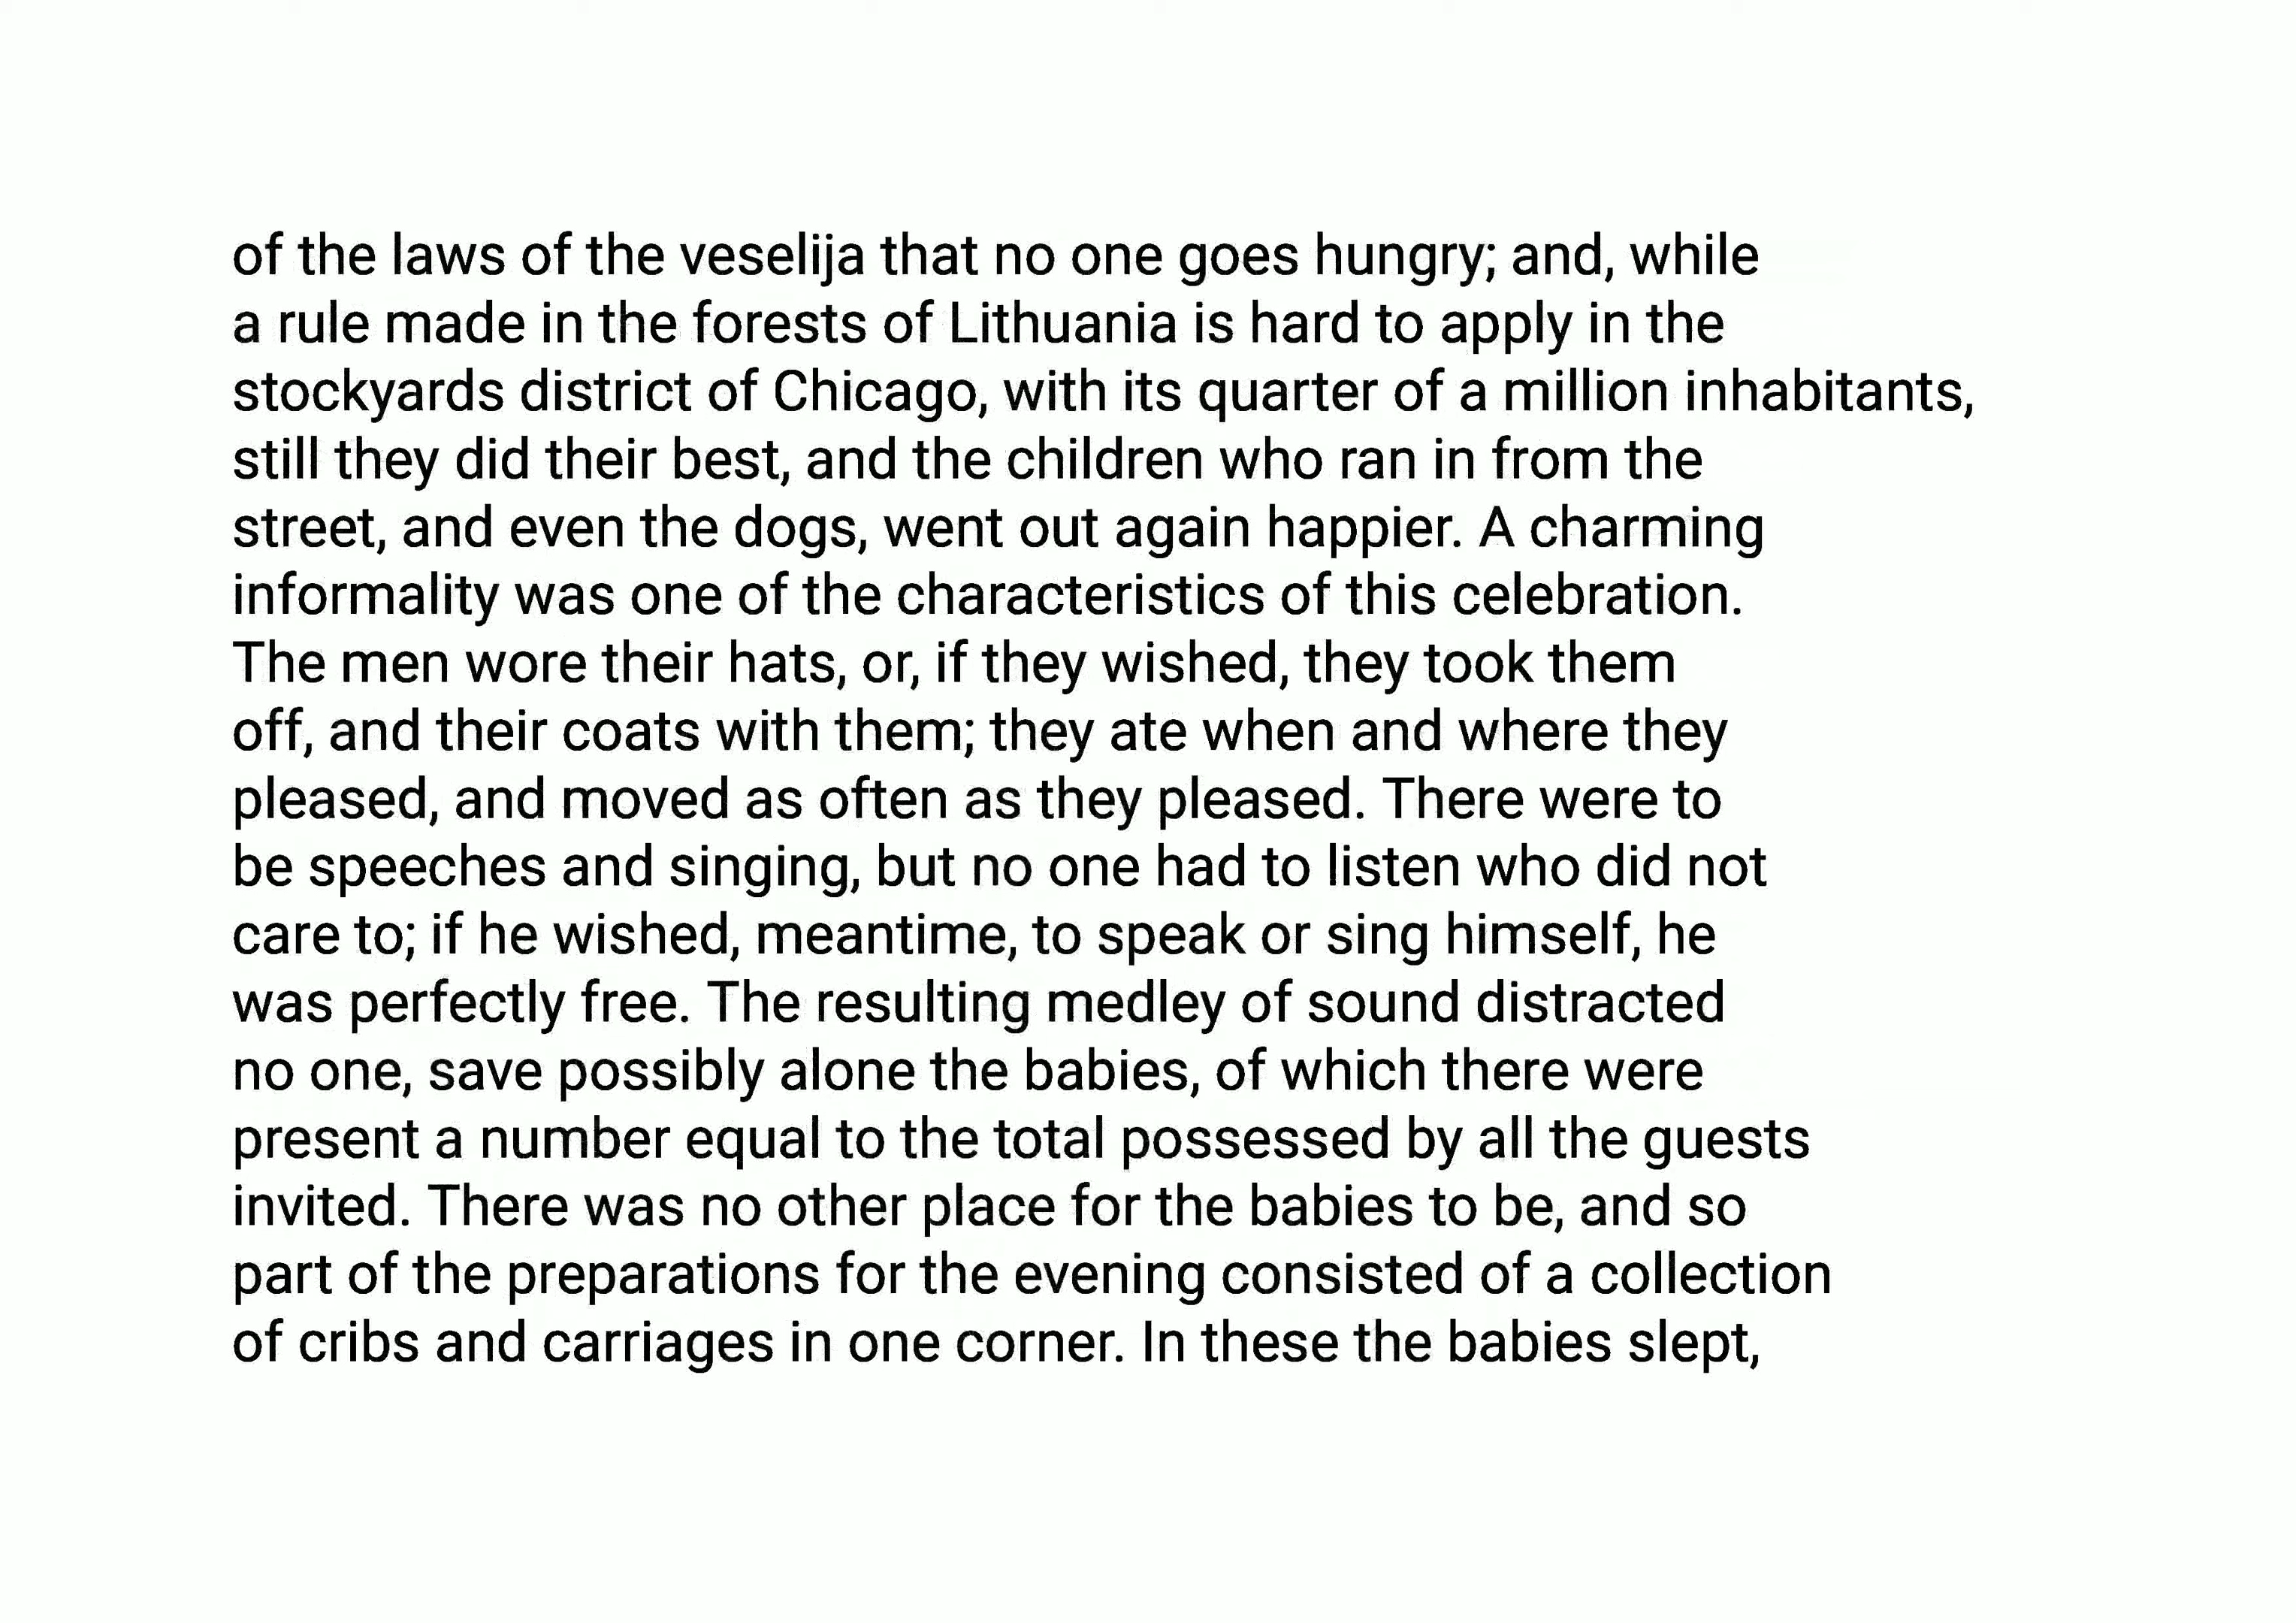 of the laws of the veselija that no one goes hungry; and, while
a rule made in the forests of Lithuania is hard to apply in the
stockyards district of Chicago, with its quarter of a million inhabitants,
still they did their best, and the children who ran in from the
street, and even the dogs, went out again happier. A charming
informality was one of the characteristics of this celebration.
The men wore their hats, or, if they wished, they took them
off, and their coats with them; they ate when and where they
pleased, and moved as often as they pleased. There were to
be speeches and singing, but no one had to listen who did not
care to; if he wished, meantime, to speak or sing himself, he
was perfectly free. The resulting medley of sound distracted
no one, save possibly alone the babies, of which there were
present a number equal to the total possessed by all the guests
invited. There was no other place for the babies to be, and so
part of the preparations for the evening consisted of a collection
of cribs and carriages in one corner. In these the babies slept,